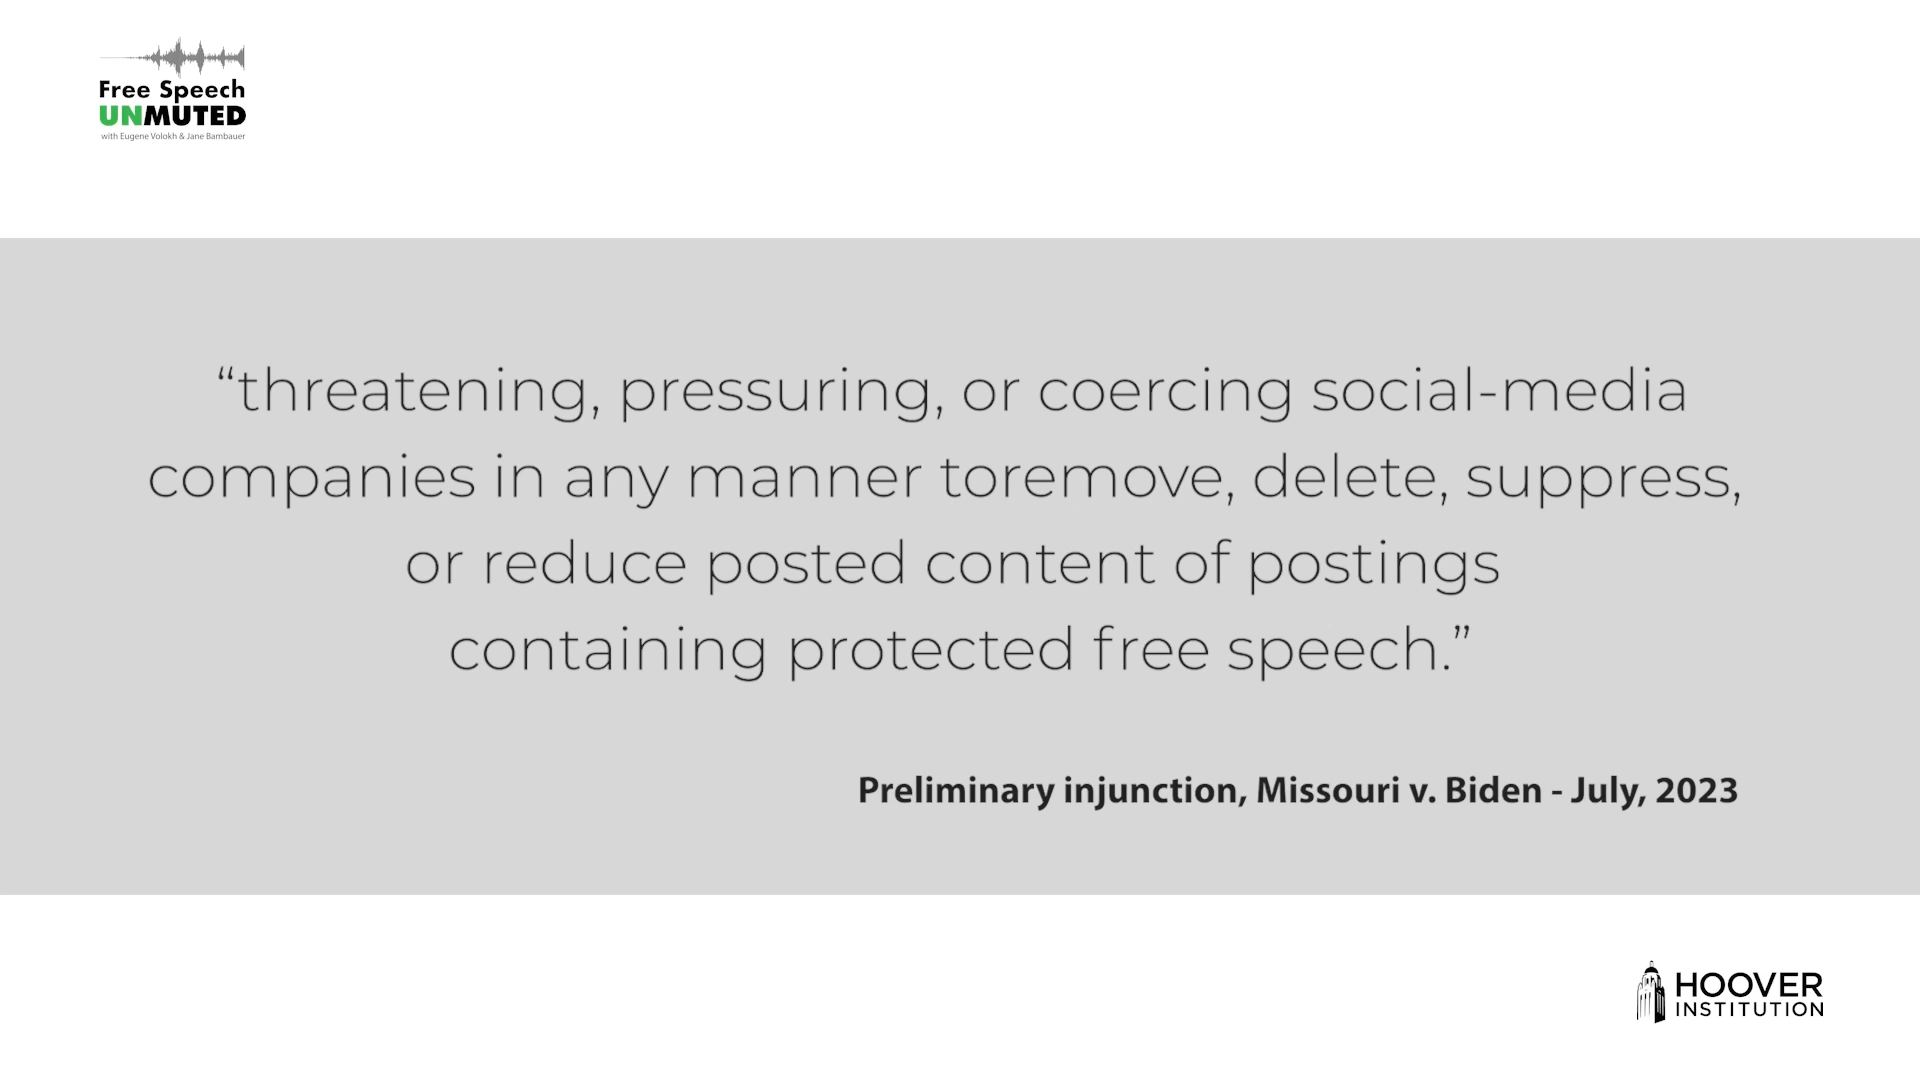 Free Speech
UNMUTED
with Eugene Volokh & Jane Bambauer
“threatening, pressuring, or coercing social-media
companies in any manner toremove, delete, suppress,
or reduce posted content of postings
containing protected free speech.”
Preliminary injunction, Missouri v. Biden - July, 2023
HOOVER
INSTITUTION